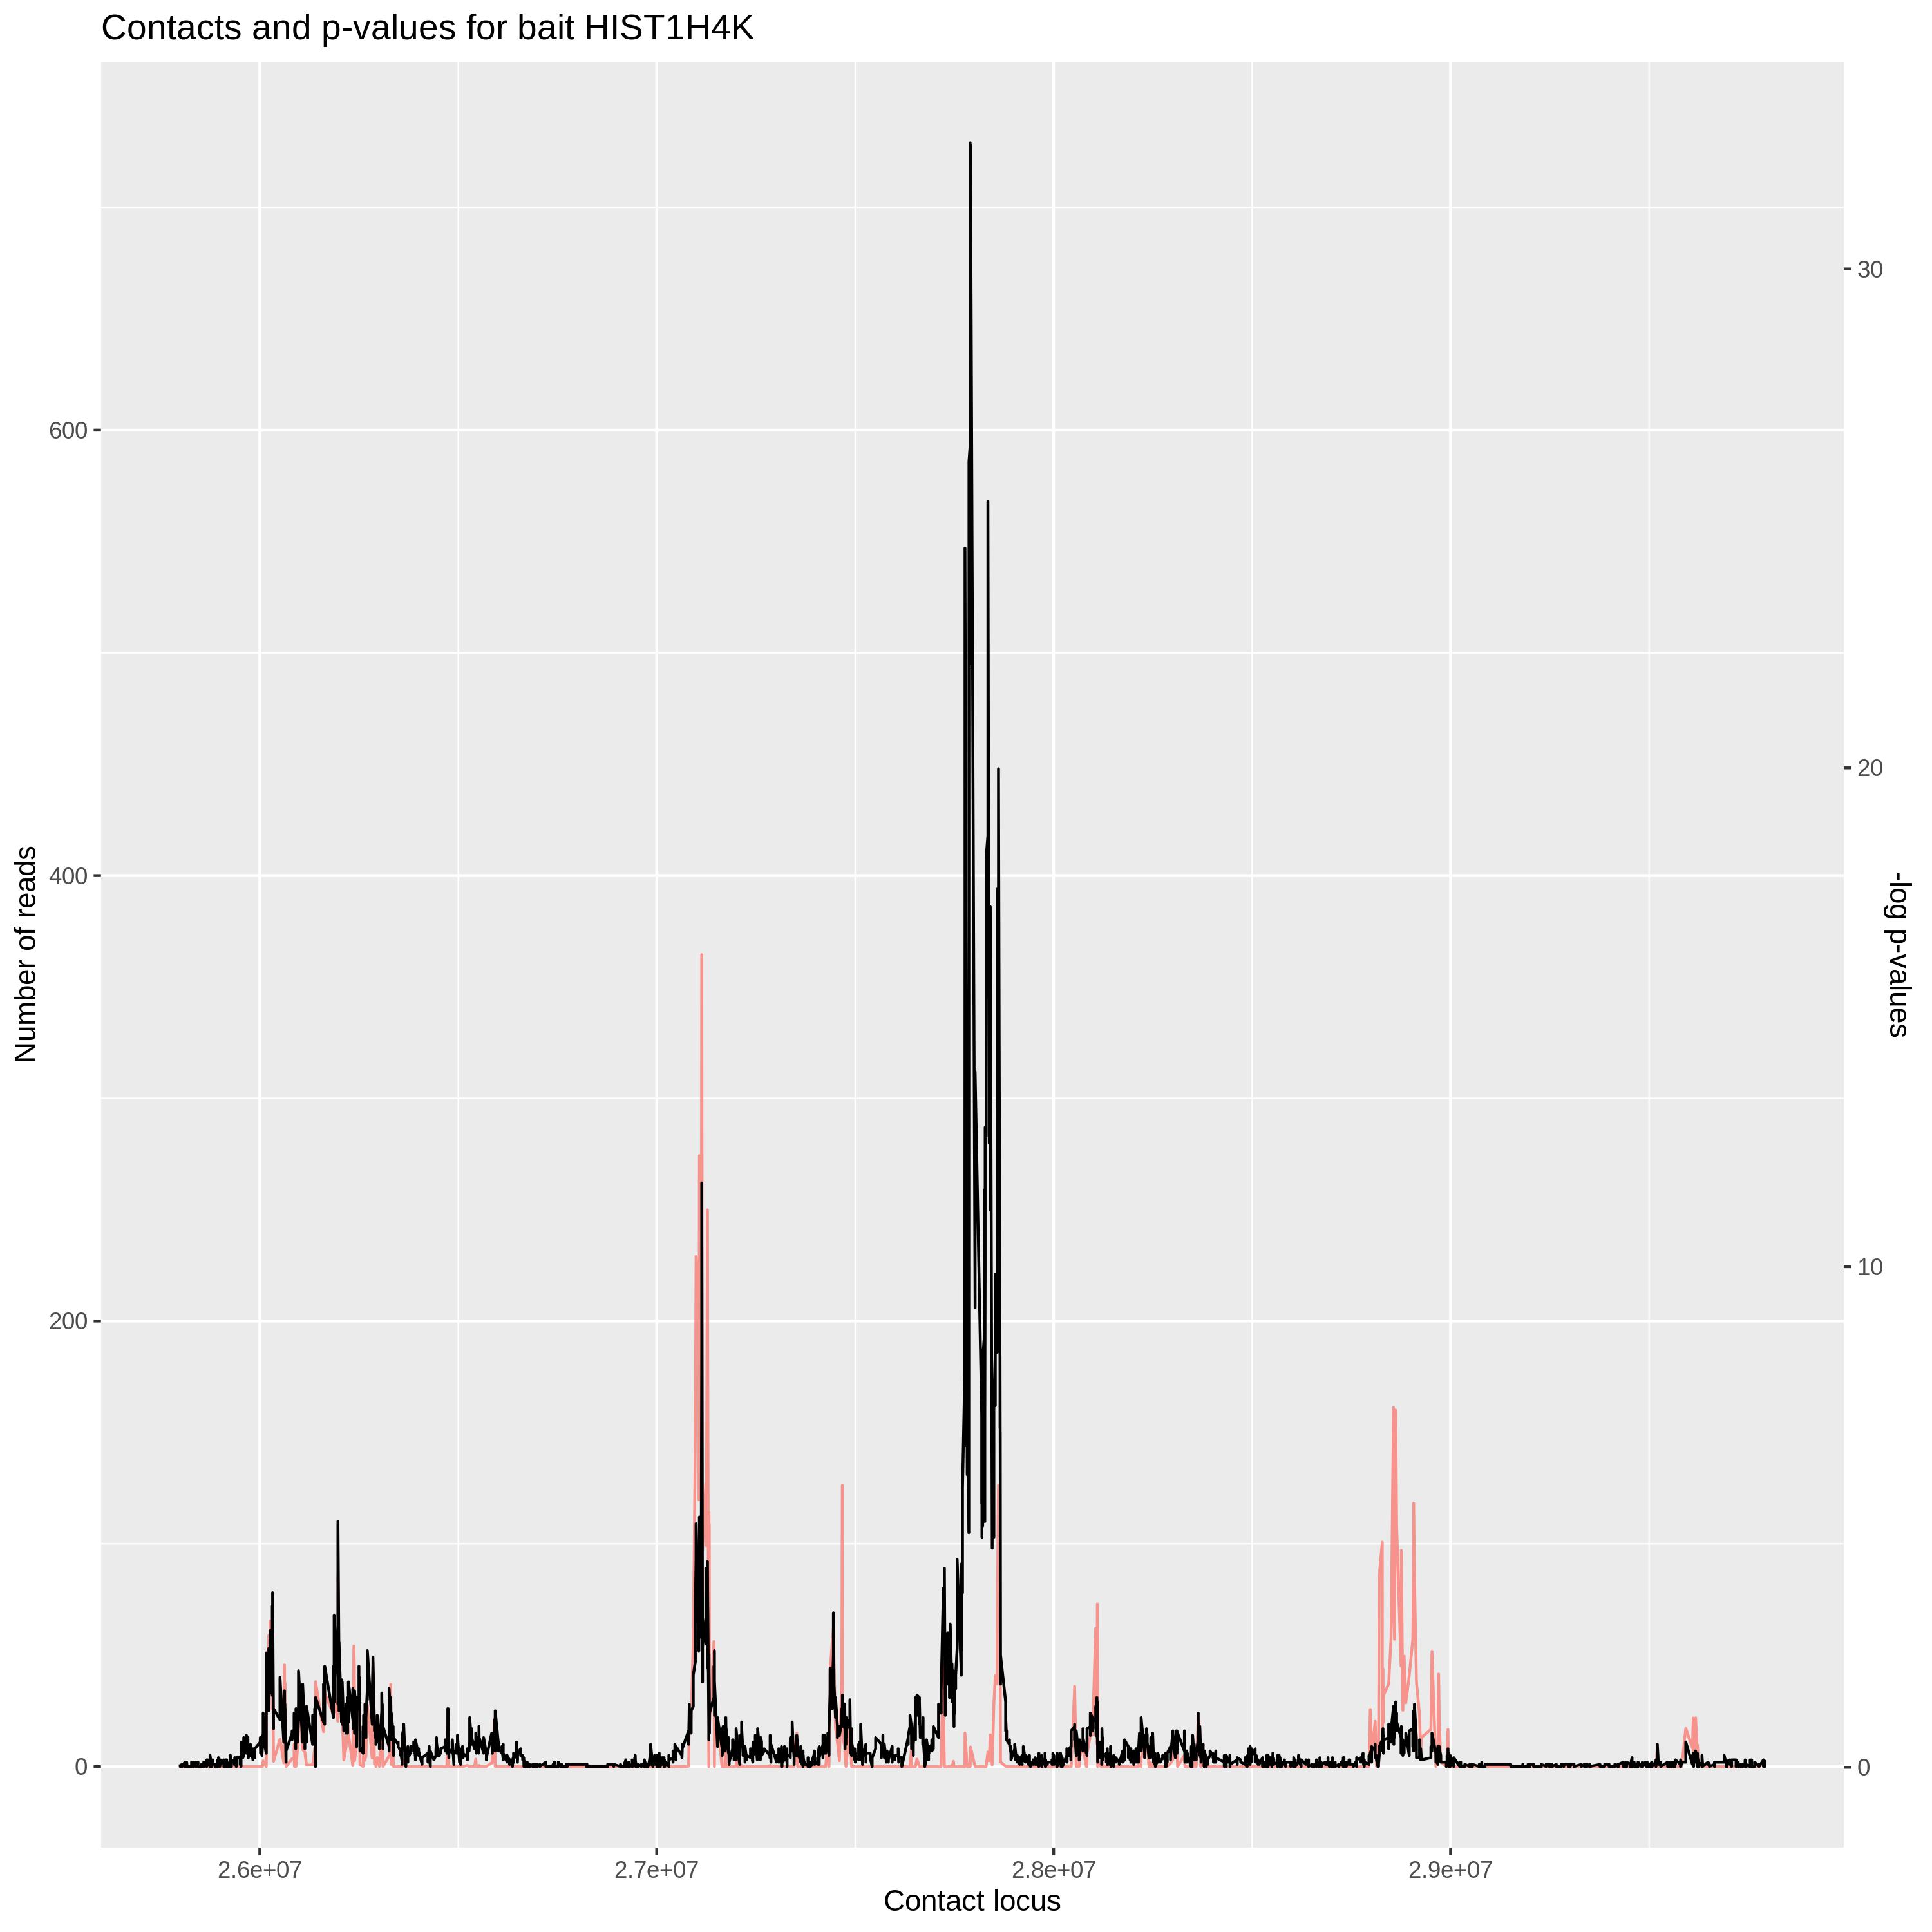 Contacts and p-values for bait HIST1H4K
Number of reads
600
400
200
0
30
20
10
0
-log p-values
2.6e+07 2.7e+07 2.8e+07 2.9e+07
Contact locus